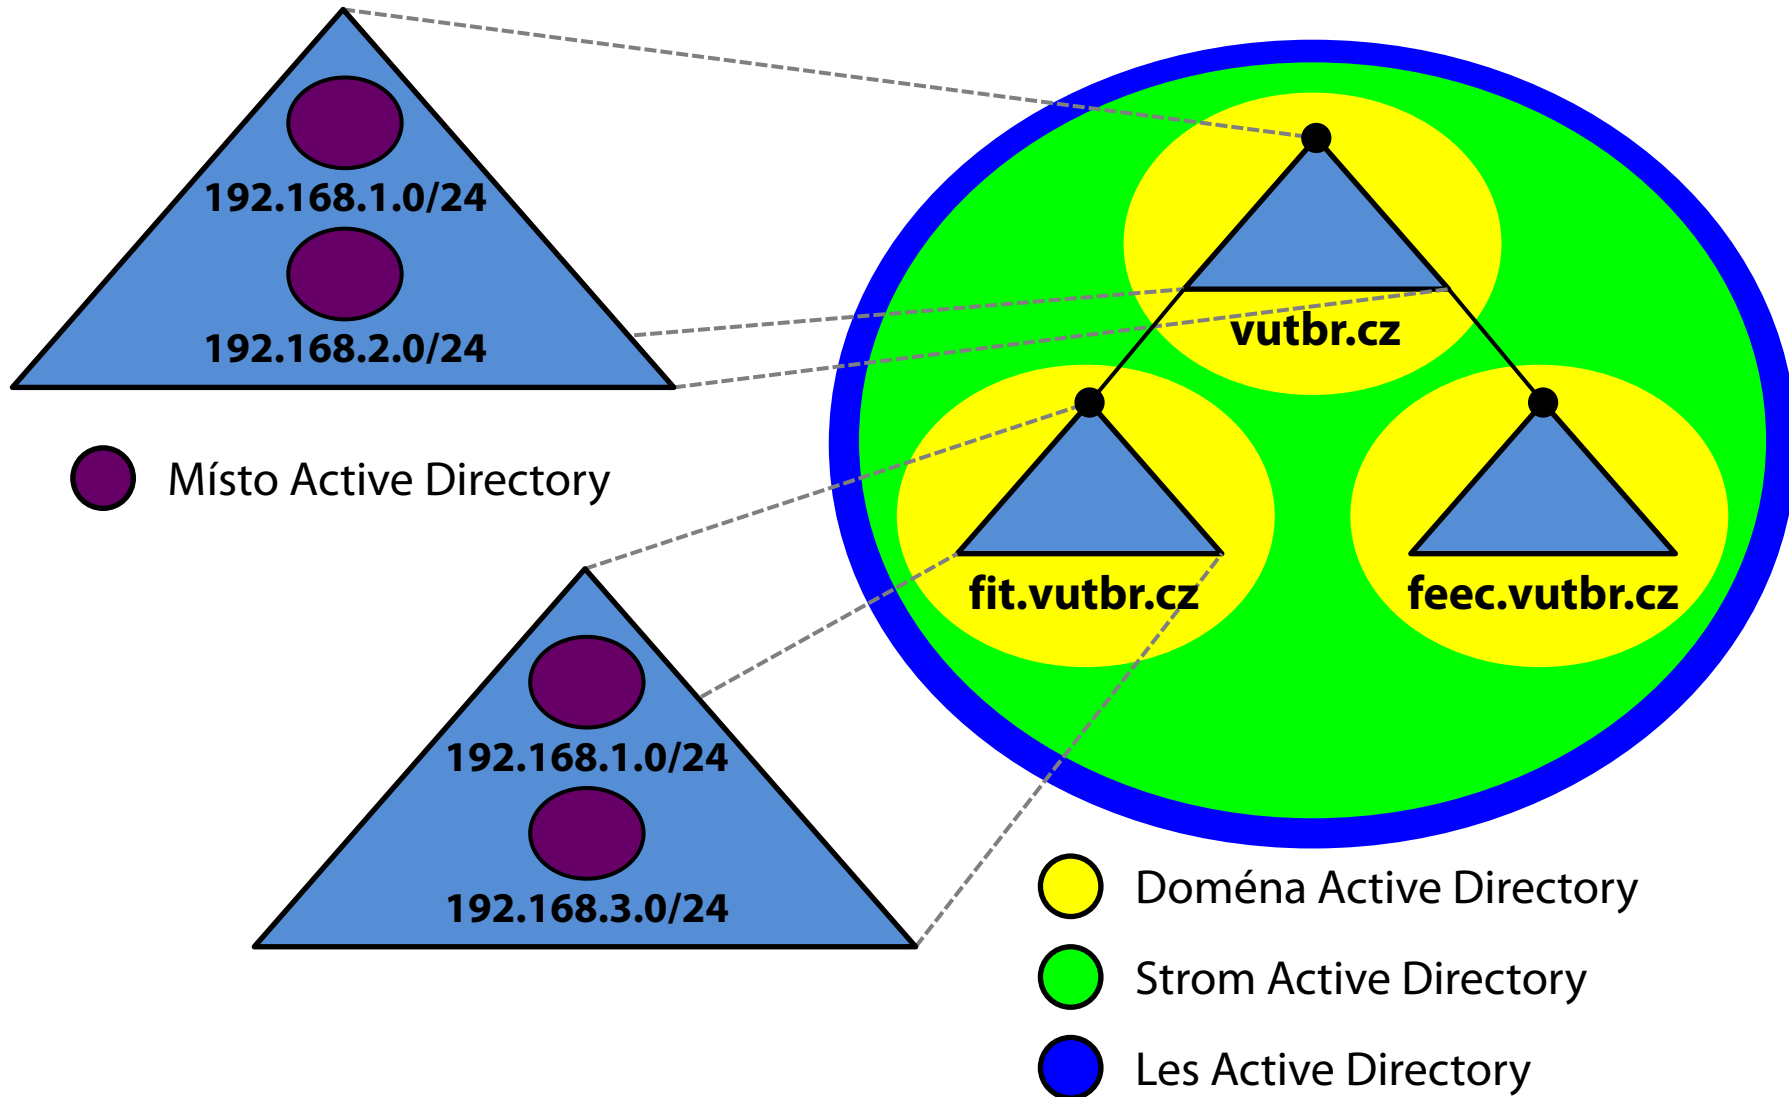 192.168.1.0/24
192.168.2.0/24
Místo Active Directory
vutbr.cz
fit.vutbr.cz
feec.vutbr.cz
192.168.1.0/24
192.168.3.0/24
Doména Active Directory
Strom Active Directory
Les Active Directory